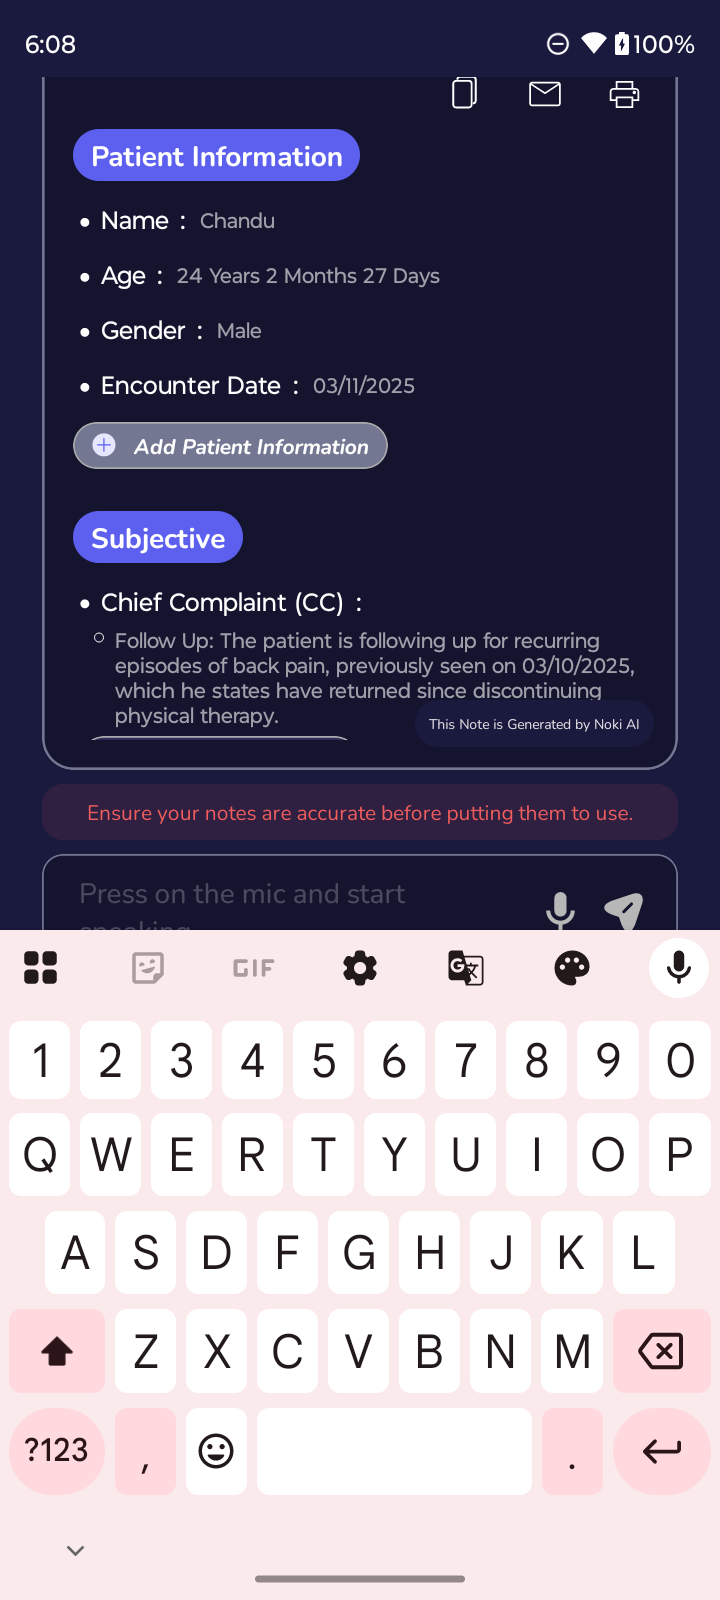 6:08
100%
Patient Information
• Name : Chandu
• Age : 24 Years 2 Months 27 Days
• Gender : Male
• Encounter Date : 03/11/2025
Add Patient Information
Subjective
• Chief Complaint (CC) :
Follow Up: The patient is following up for recurring
episodes of back pain, previously seen on 03/10/2025,
which he states have returned since discontinuing
physical therapy.
This Note is Generated by Noki AI
Ensure your notes are accurate before putting them to use.
Press on the mic and start
speaking
GIF
1 2 3 4 5 6 7 8 9 0
Q W E R T Y U I O P
A S D F G H J K L
Z X C V B N M
?123 , .